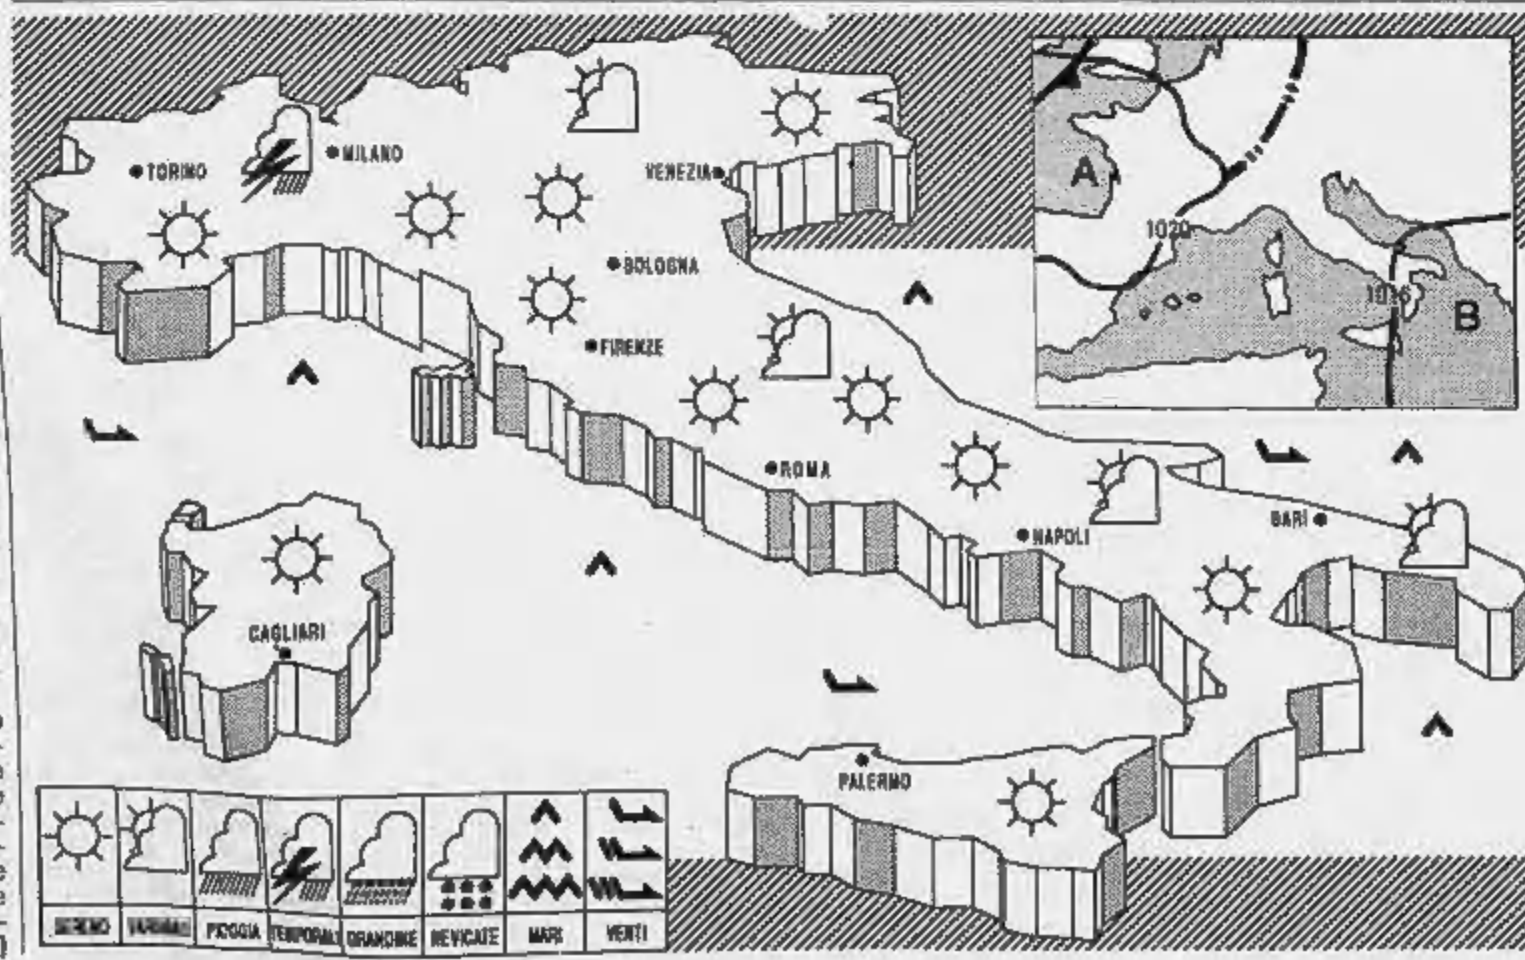 TORINO
MILANO
VENEZIA
BOLOGNA
FIRENZE
ROMA
NAPOLI
BARI
CAGLIARI
PALERMO
A
1020
1016
B
SERENO
VARIABILE
PIOGGIA
TEMPORALI
GRANDINE
NEVICATE
MARI
VENTI